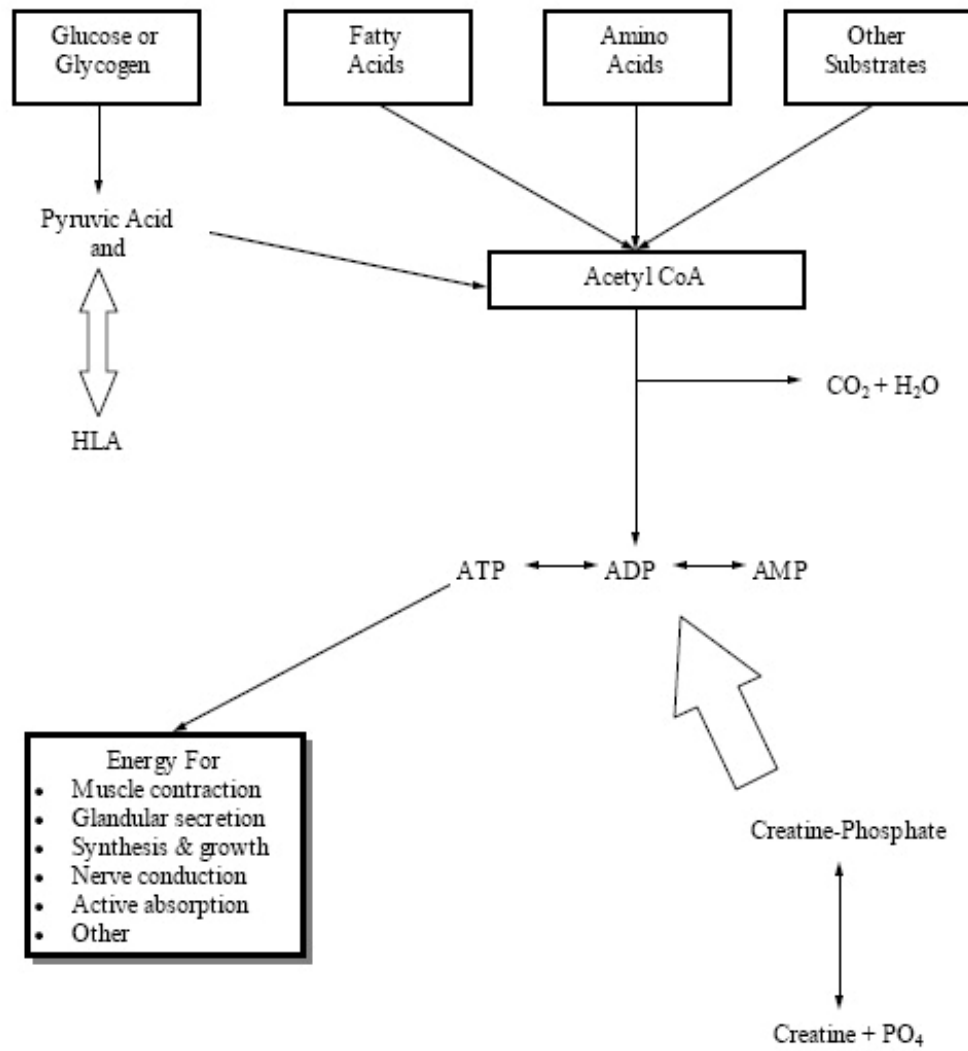 Glucose or
Glycogen
Fatty
Acids
Amino
Acids
Other
Substrates
Pyruvic Acid
and
Acetyl CoA
CO₂ + H₂O
HLA
ATP
ADP
AMP
Energy For
• Muscle contraction
• Glandular secretion
• Synthesis & growth
• Nerve conduction
• Active absorption
• Other
Creatine-Phosphate
Creatine + PO₄